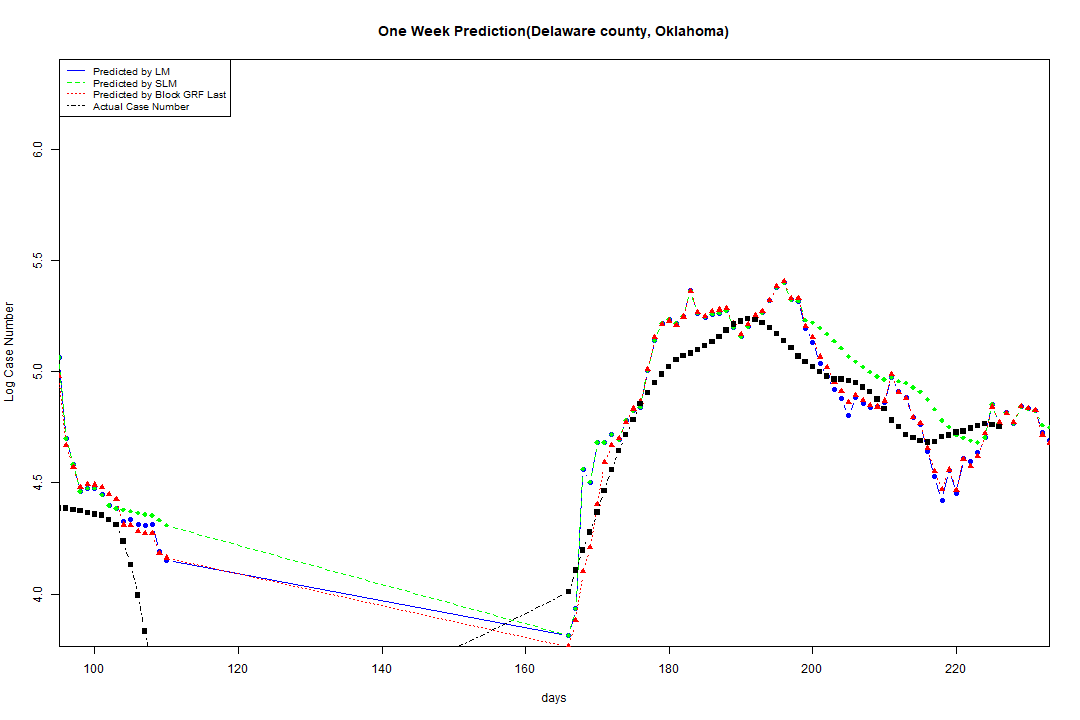 One Week Prediction(Delaware county, Oklahoma)
Predicted by LM
Predicted by SLM
Predicted by Block GRF Last
Actual Case Number
6.0
5.5
5.0
4.5
4.0
Log Case Number
100 120 140 160 180 200 220
days